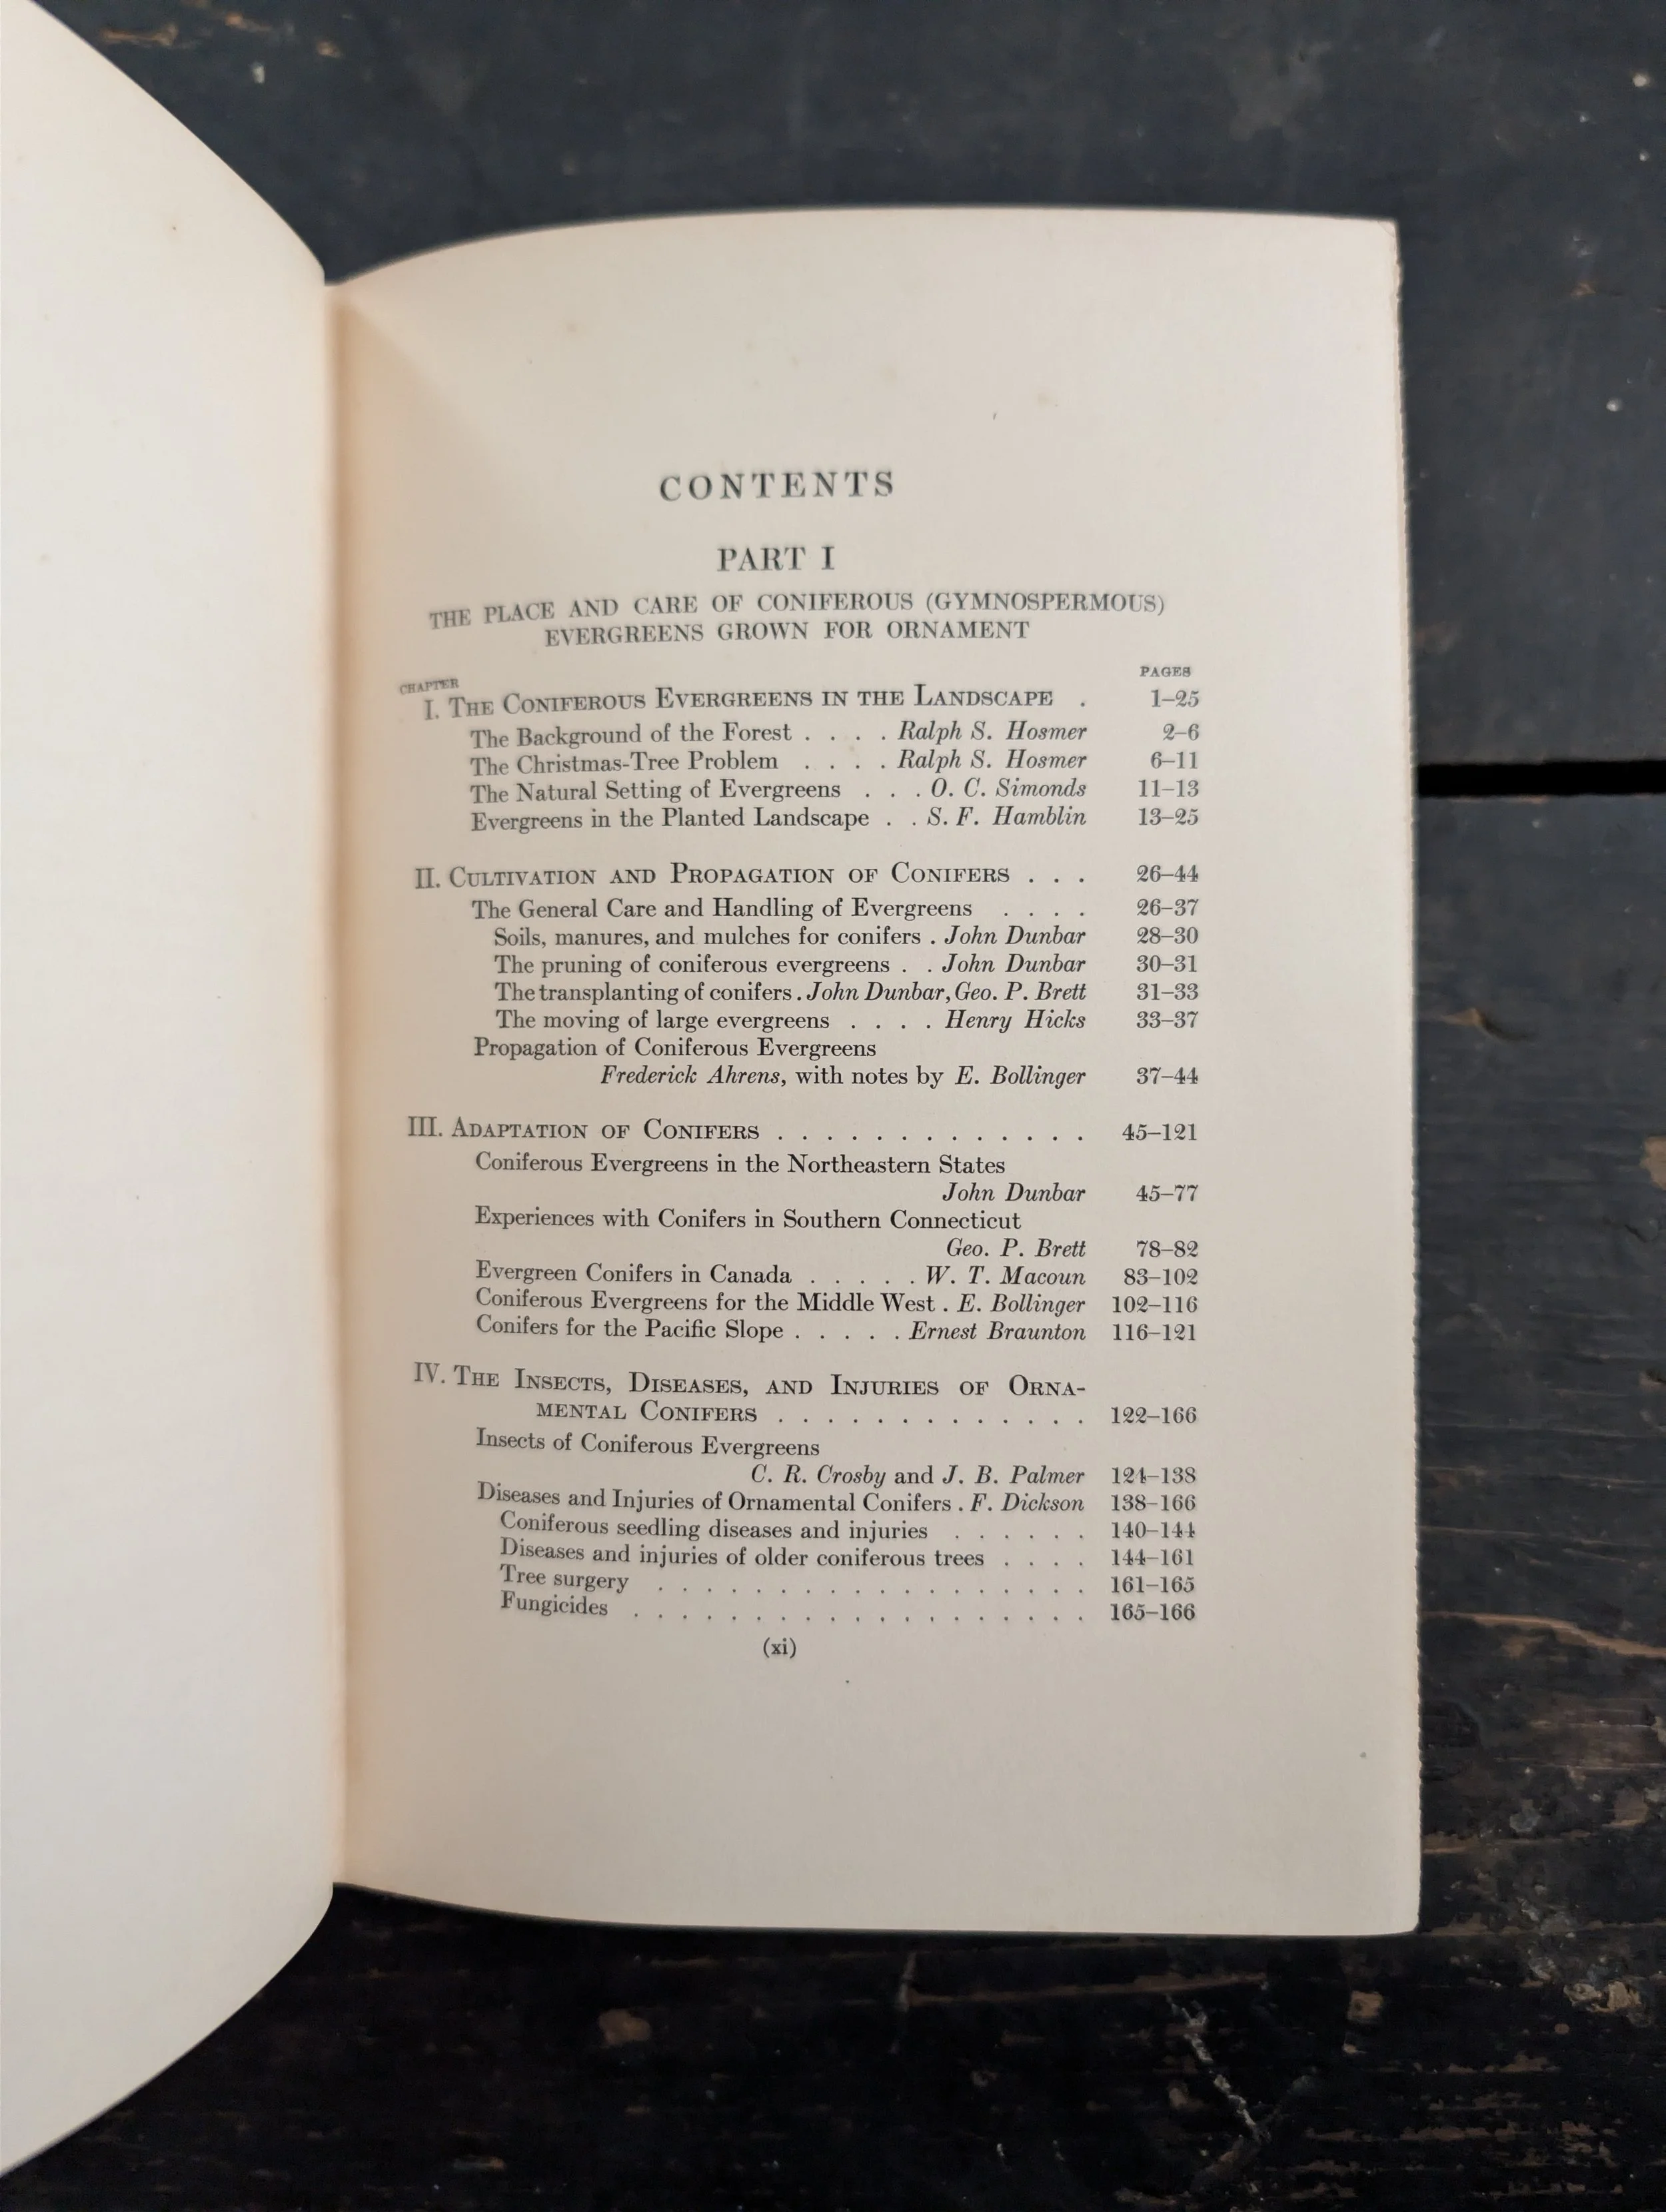 CONTENTS
PART I
THE PLACE AND CARE OF CONIFEROUS (GYMNOSPERMOUS)
EVERGREENS GROWN FOR ORNAMENT
CHAPTER PAGES
I. THE CONIFEROUS EVERGREENS IN THE LANDSCAPE . 1–25
The Background of the Forest . . . . Ralph S. Hosmer 2–6
The Christmas-Tree Problem . . . . Ralph S. Hosmer 6–11
The Natural Setting of Evergreens . . . O. C. Simonds 11–13
Evergreens in the Planted Landscape . . S. F. Hamblin 13–25
II. CULTIVATION AND PROPAGATION OF CONIFERS . . . 26–44
The General Care and Handling of Evergreens . . . . 26–37
Soils, manures, and mulches for conifers . John Dunbar 28–30
The pruning of coniferous evergreens . . John Dunbar 30–31
The transplanting of conifers . John Dunbar, Geo. P. Brett 31–33
The moving of large evergreens . . . . Henry Hicks 33–37
Propagation of Coniferous Evergreens
Frederick Ahrens, with notes by E. Bollinger 37–44
III. ADAPTATION OF CONIFERS . . . . . . . . . . . . . 45–121
Coniferous Evergreens in the Northeastern States
John Dunbar 45–77
Experiences with Conifers in Southern Connecticut
Geo. P. Brett 78–82
Evergreen Conifers in Canada . . . . . W. T. Macoun 83–102
Coniferous Evergreens for the Middle West . E. Bollinger 102–116
Conifers for the Pacific Slope . . . . . Ernest Braunton 116–121
IV. THE INSECTS, DISEASES, AND INJURIES OF ORNA-
MENTAL CONIFERS . . . . . . . . . . . . . 122–166
Insects of Coniferous Evergreens
C. R. Crosby and J. B. Palmer 124–138
Diseases and Injuries of Ornamental Conifers . F. Dickson 138–166
Coniferous seedling diseases and injuries . . . . . . 140–144
Diseases and injuries of older coniferous trees . . . . 144–161
Tree surgery . . . . . . . . . . . . . . . . . . 161–165
Fungicides . . . . . . . . . . . . . . . . . . . 165–166
(xi)